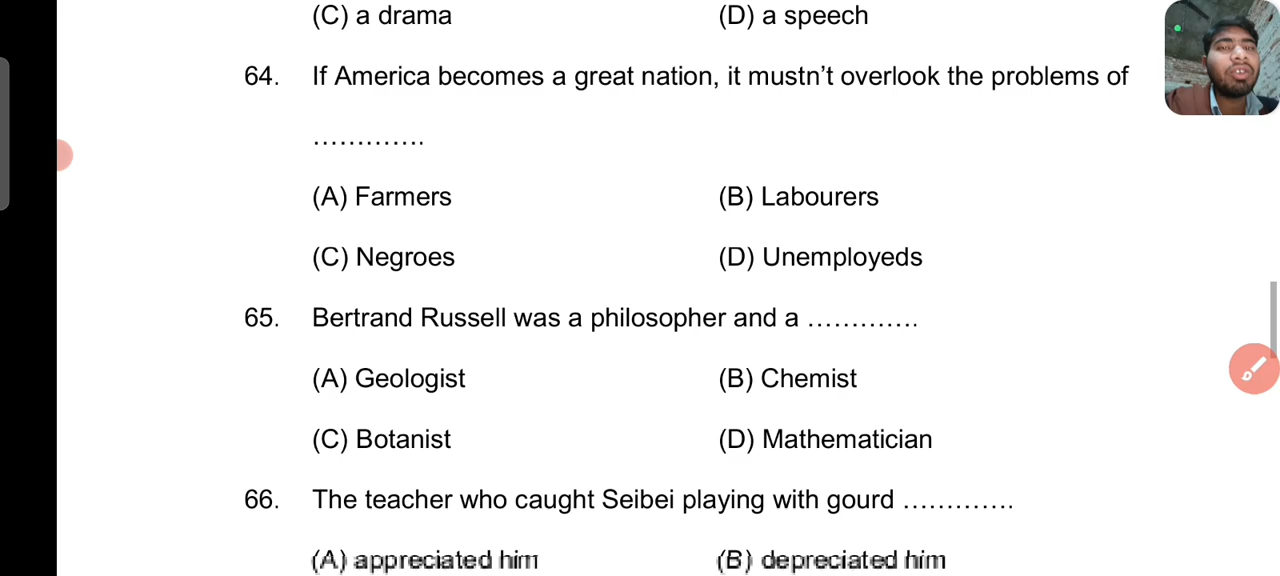 (C) a drama (D) a speech
64. If America becomes a great nation, it mustn’t overlook the problems of
.............
(A) Farmers (B) Labourers
(C) Negroes (D) Unemployeds
65. Bertrand Russell was a philosopher and a .............
(A) Geologist (B) Chemist
(C) Botanist (D) Mathematician
66. The teacher who caught Seibei playing with gourd .............
(A) appreciated him (B) depreciated him